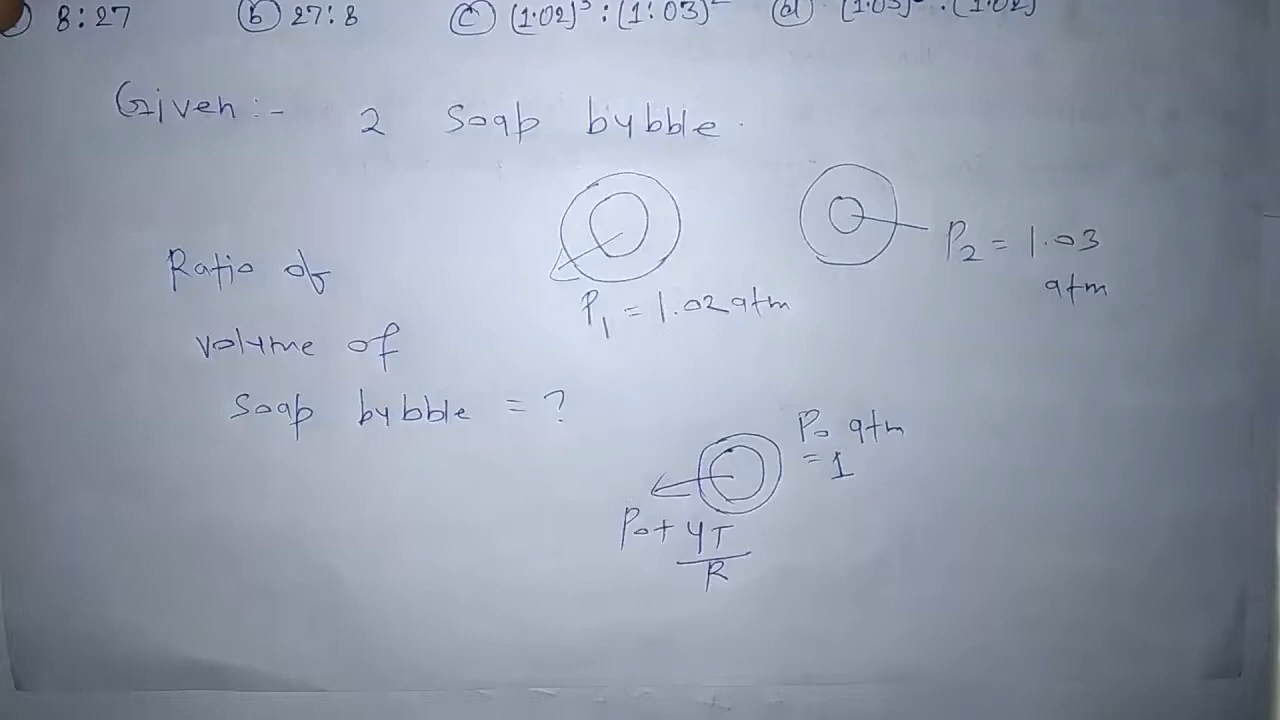 8:27 (b) 27:8 (c) (1.02)³ : (1.03)² (d)
Given:- 2 Soap bubble.
P₂ = 1.03
atm
Ratio of
P₁ = 1.02 atm
volume of
Soap bubble = ?
P₀ atm
= 1
P₀ + 4T
R